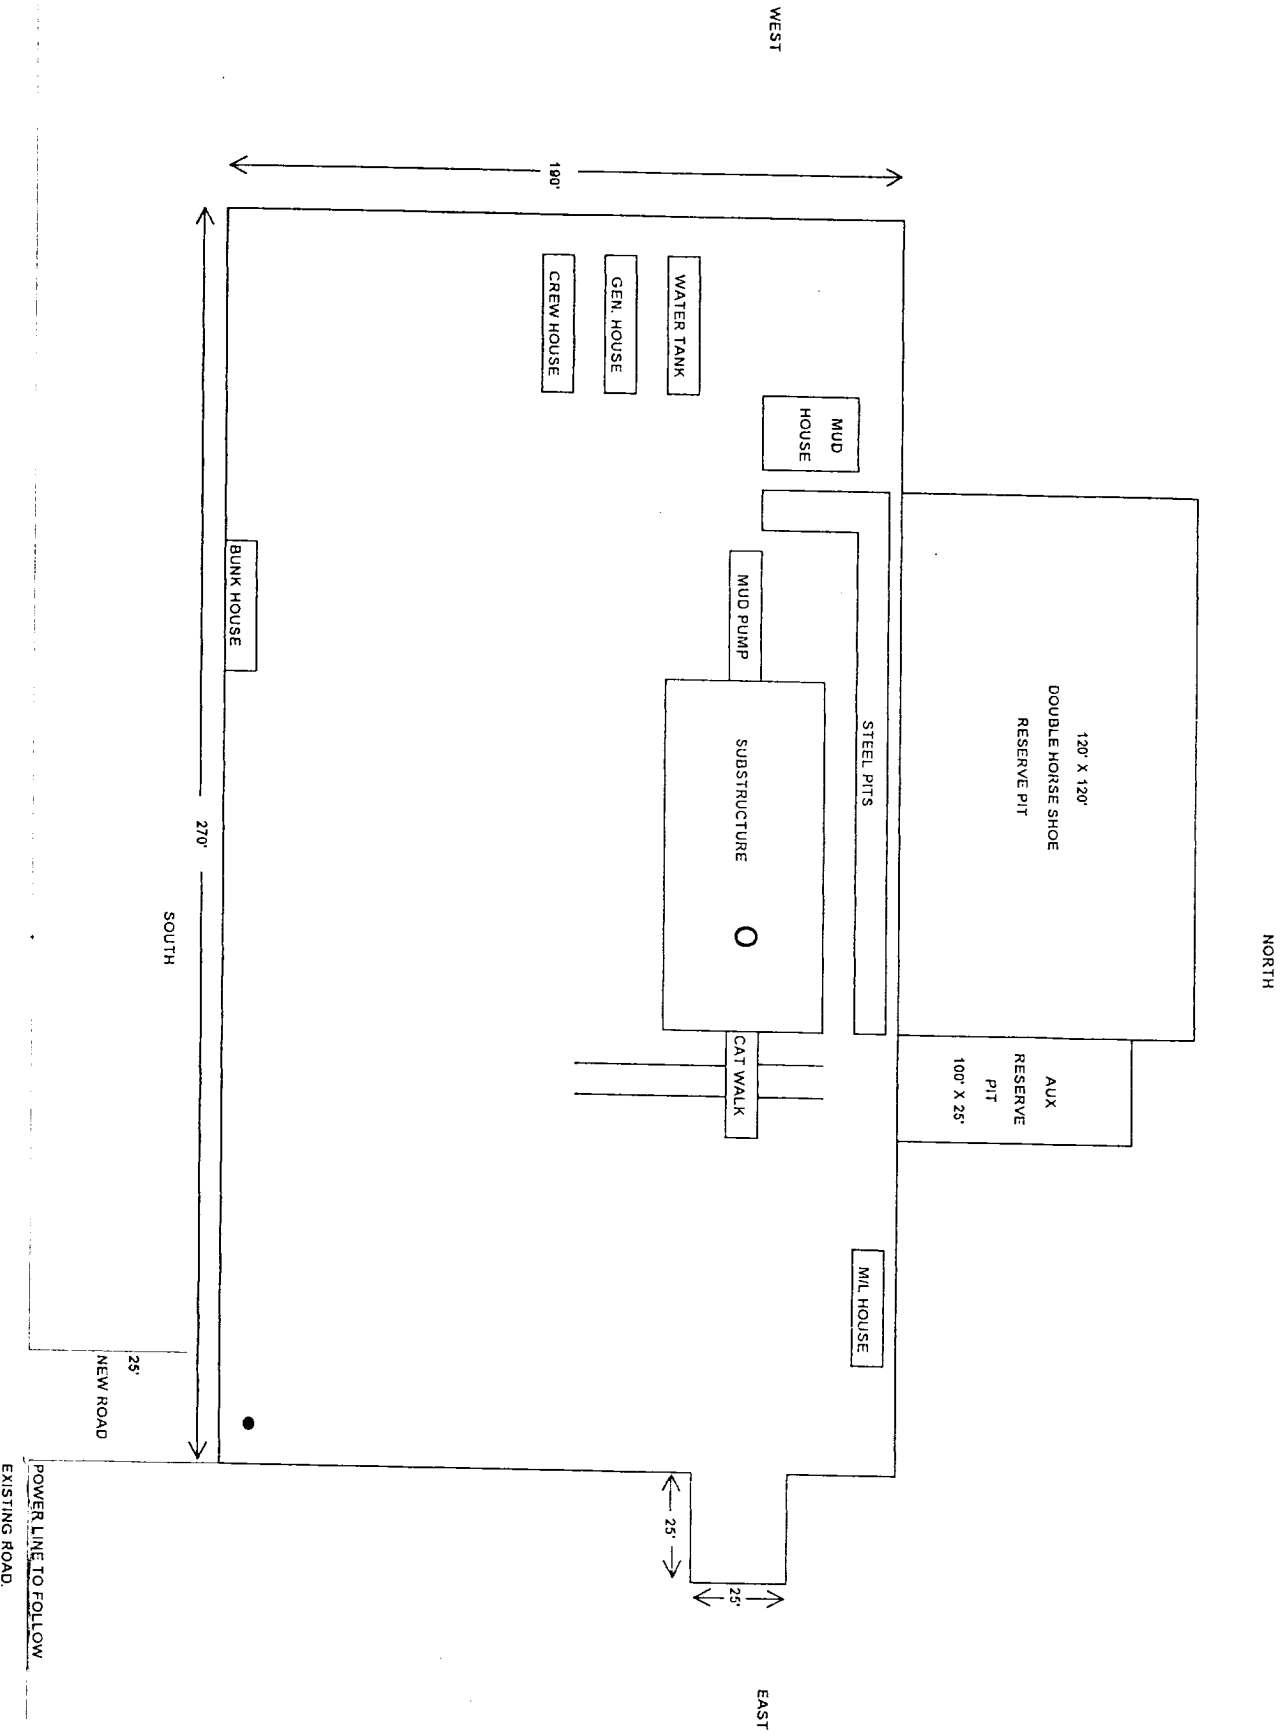 NORTH
120' X 120'
DOUBLE HORSE SHOE
RESERVE PIT
AUX
RESERVE
PIT
100' X 25'
WEST
190'
MUD
HOUSE
STEEL PITS
M/L HOUSE
WATER TANK
MUD PUMP
SUBSTRUCTURE
CAT WALK
GEN. HOUSE
CREW HOUSE
25'
25'
EAST
BUNK HOUSE
270'
SOUTH
25'
NEW ROAD
POWER LINE TO FOLLOW
EXISTING ROAD.